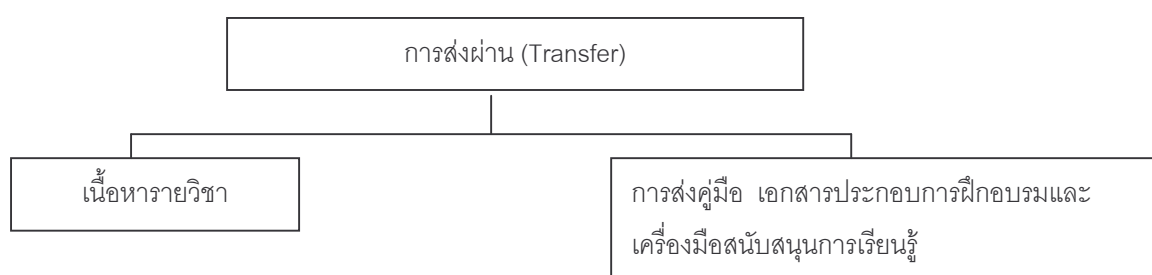 การส่งผ่าน (Transfer)
เนื้อหารายวิชา
การส่งคู่มือ เอกสารประกอบการฝึกอบรมและ
เครื่องมือสนับสนุนการเรียนรู้